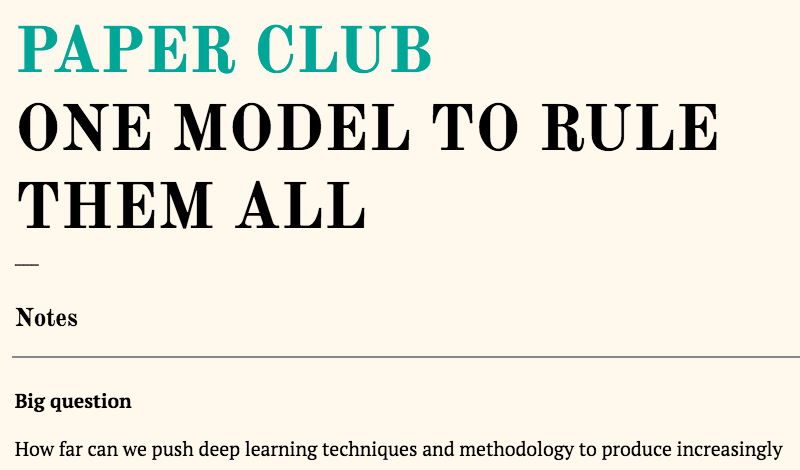 PAPER CLUB
ONE MODEL TO RULE
THEM ALL
Notes
Big question
How far can we push deep learning techniques and methodology to produce increasingly